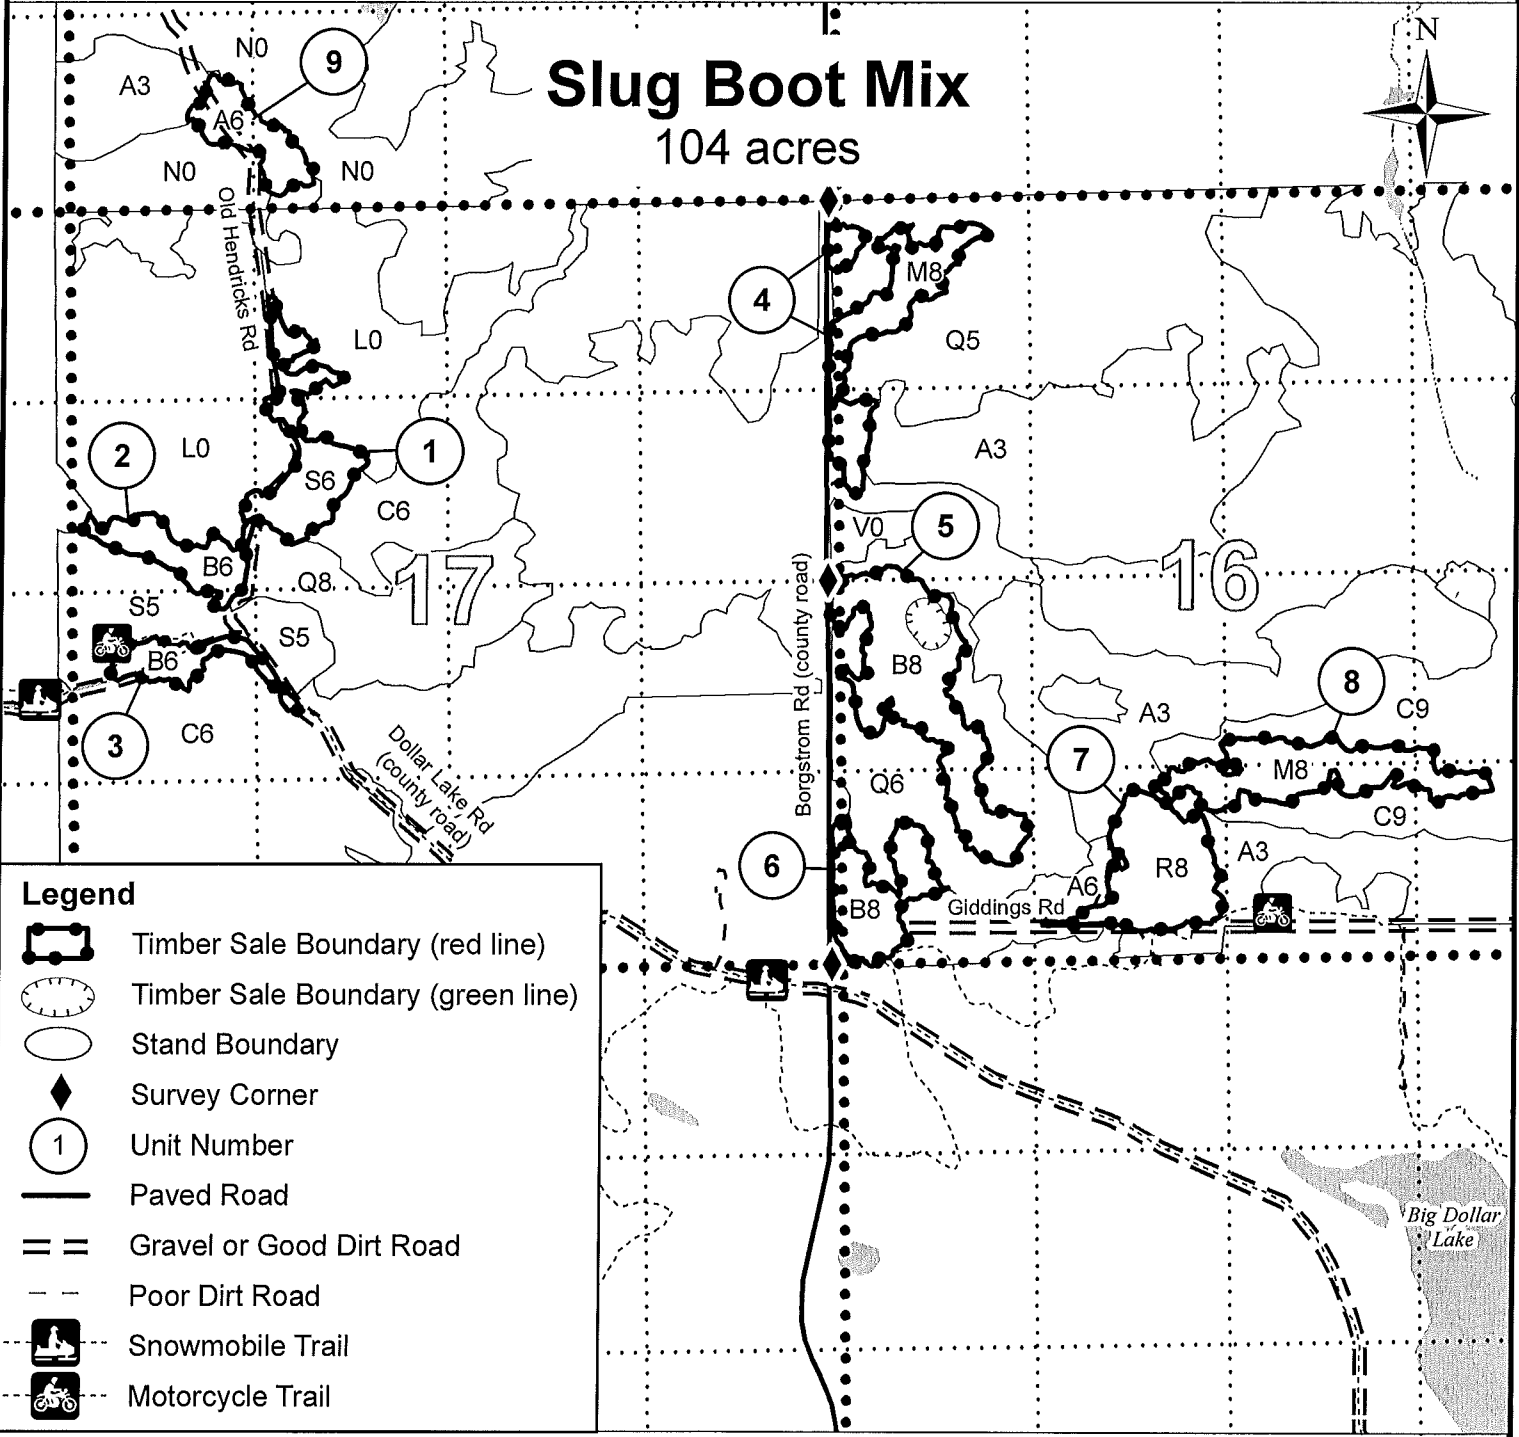 Slug Boot Mix
104 acres
N
N0
9
A3
A6
N0
N0
Old Hendricks Rd
4
M8
L0
Q5
2
L0
1
A3
S6
C6
V0
5
B6
Q8
17
16
S5
S5
B6
B8
Borgstrom Rd (county road)
8
C9
A3
3
C6
Dollar Lake Rd
(county road)
7
M8
Q6
C9
6
R8
A3
A6
B8
Giddings Rd
Legend
Timber Sale Boundary (red line)
Timber Sale Boundary (green line)
Stand Boundary
Survey Corner
1
Unit Number
Paved Road
Gravel or Good Dirt Road
Poor Dirt Road
Snowmobile Trail
Motorcycle Trail
Big Dollar
Lake